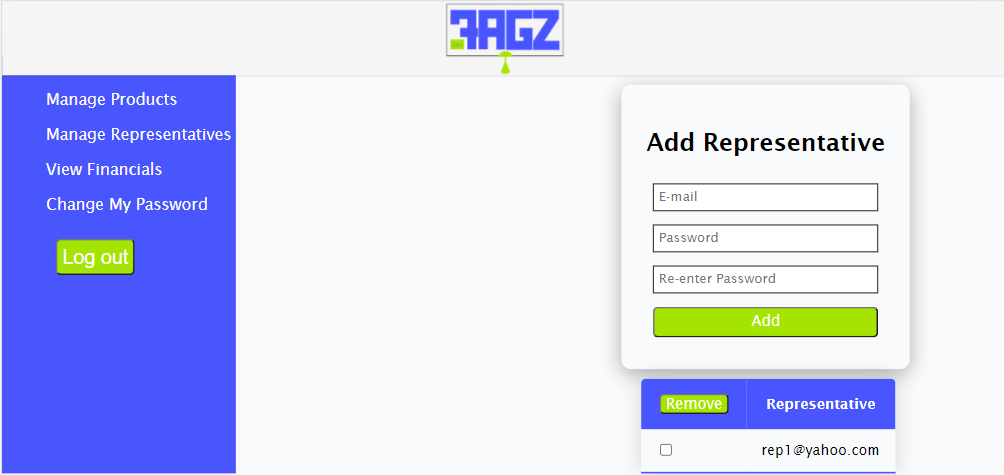 FAGZ
Manage Products
Manage Representatives
View Financials
Change My Password
Log out
Add Representative
E-mail
Password
Re-enter Password
Add
Remove
Representative
rep1@yahoo.com